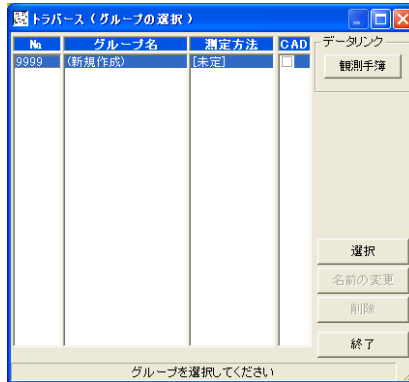 トラバース(グループの選択)
No. グループ名 測定方法 CAD
9999 (新規作成) [未定]
データリンク
観測手簿
選択
名前の変更
削除
終了
グループを選択してください